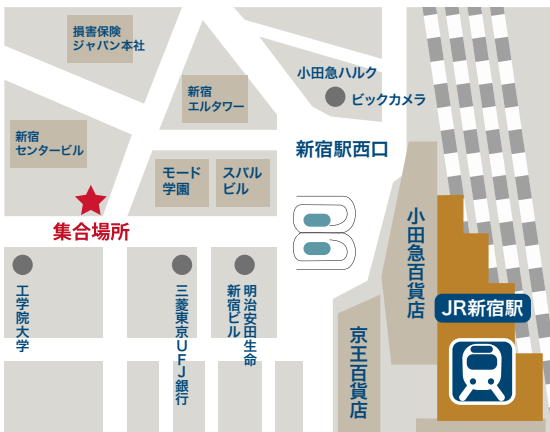 損害保険
ジャパン本社
小田急ハルク
ビックカメラ
新宿
エルタワー
新宿
センタービル
新宿駅西口
モード
学園
スバル
ビル
集合場所
小田急百貨店
JR新宿駅
工学院大学
三菱東京UFJ銀行
明治安田生命
新宿ビル
京王百貨店